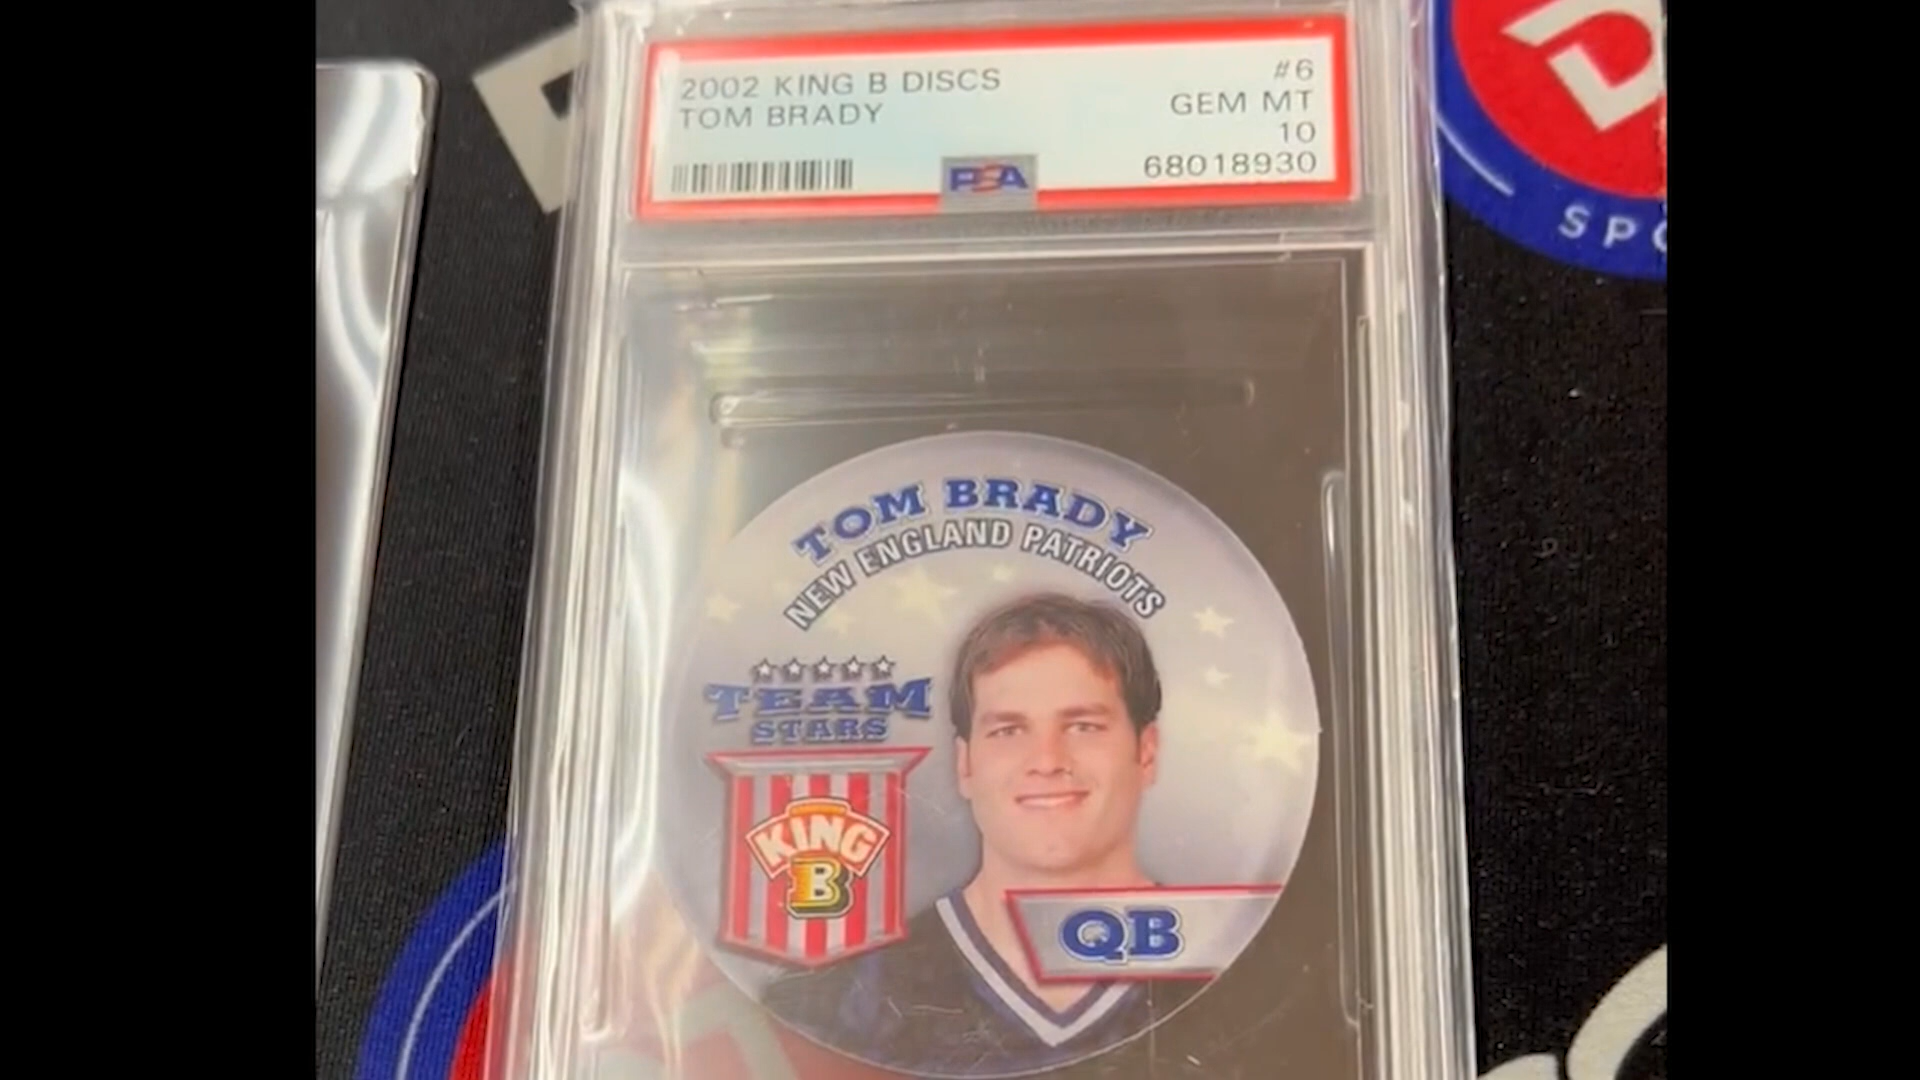 2002 KING B DISCS #6
TOM BRADY GEM MT
10
68018930
PSA
SPO
TOM BRADY
NEW ENGLAND PATRIOTS
TEAM
STARS
KING
B
QB